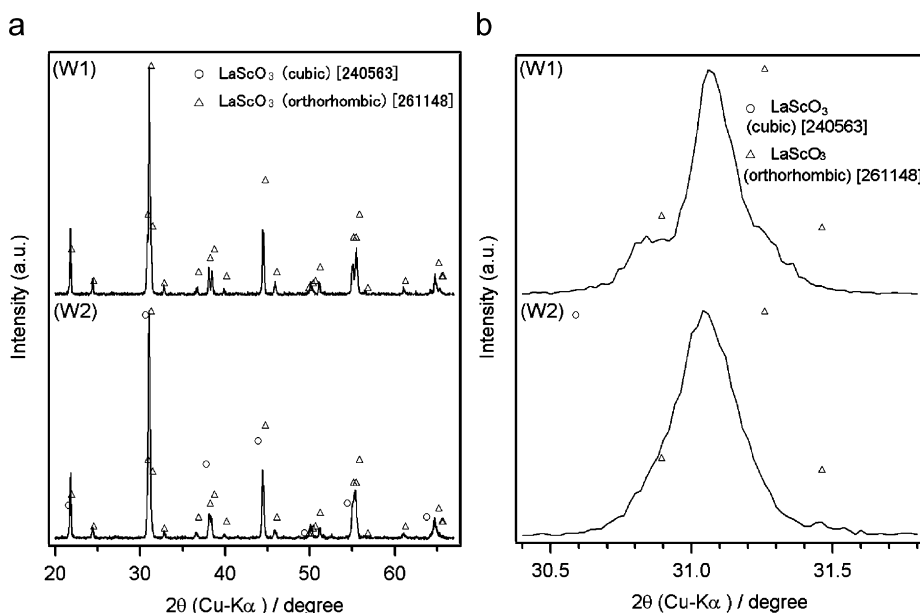 a
(W1)
○ LaScO₃ (cubic) [240563]
△ LaScO₃ (orthorhombic) [261148]
(W2)
Intensity (a.u.)
20 30 40 50 60
2θ (Cu-Kα ) / degree
b
(W1)
○ LaScO₃
(cubic) [240563]
△ LaScO₃
(orthorhombic) [261148]
(W2)
Intensity (a.u.)
30.5 31.0 31.5
2θ (Cu-Kα ) / degree